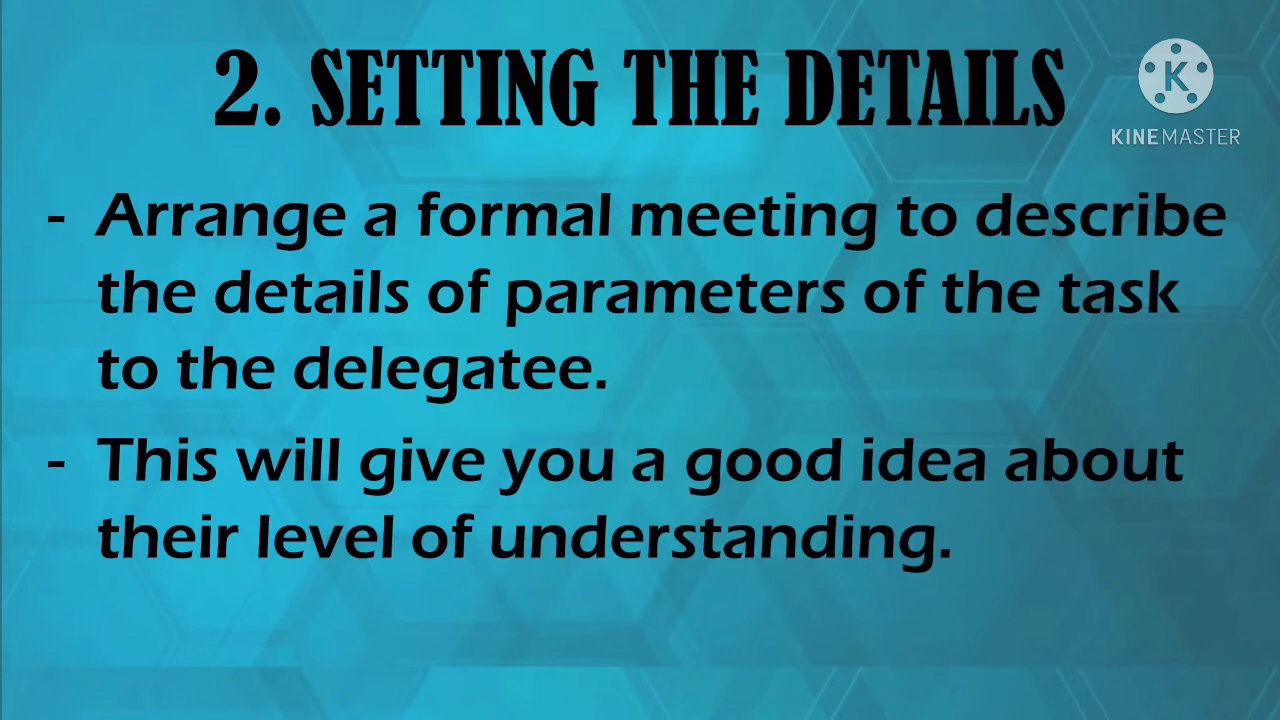 2. SETTING THE DETAILS
K
KINEMASTER
- Arrange a formal meeting to describe
the details of parameters of the task
to the delegatee.
- This will give you a good idea about
their level of understanding.